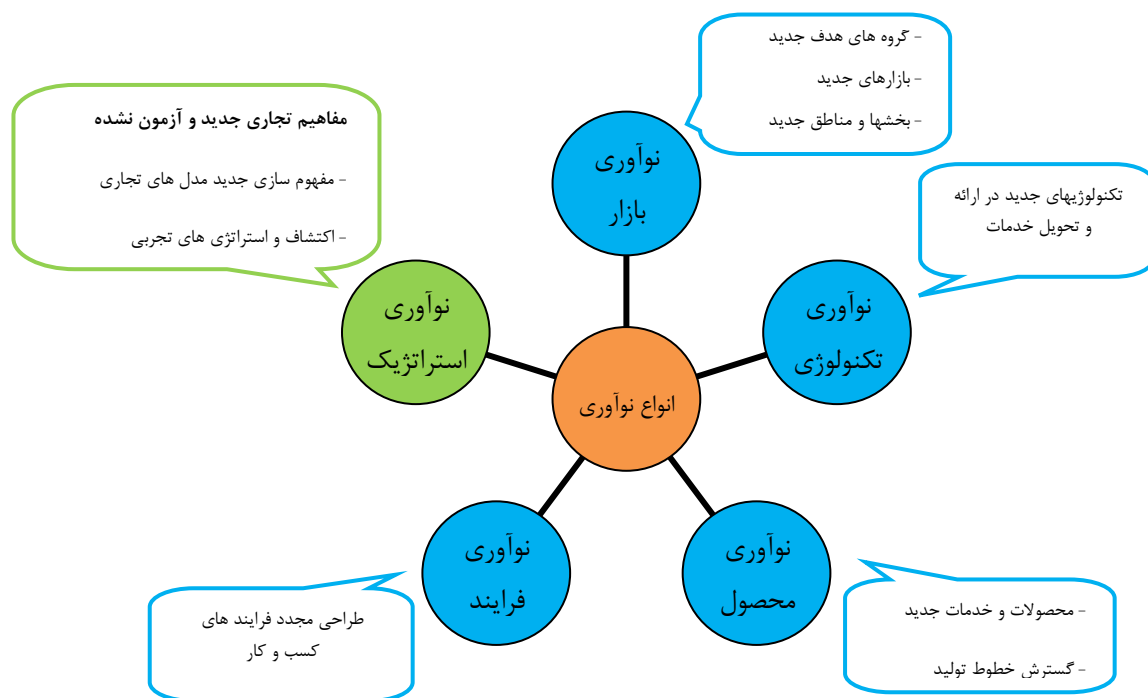 - گروه های هدف جدید
- بازارهای جدید
- بخشها و مناطق جدید
مفاهیم تجاری جدید و آزمون نشده
- مفهوم سازی جدید مدل های تجاری
- اکتشاف و استراتژی های تجربی
نوآوری
بازار
تکنولوژیهای جدید در ارائه
و تحویل خدمات
نوآوری
تکنولوژی
نوآوری
استراتژیک
انواع نوآوری
نوآوری
محصول
نوآوری
فرایند
- محصولات و خدمات جدید
- گسترش خطوط تولید
طراحی مجدد فرایند های
کسب و کار